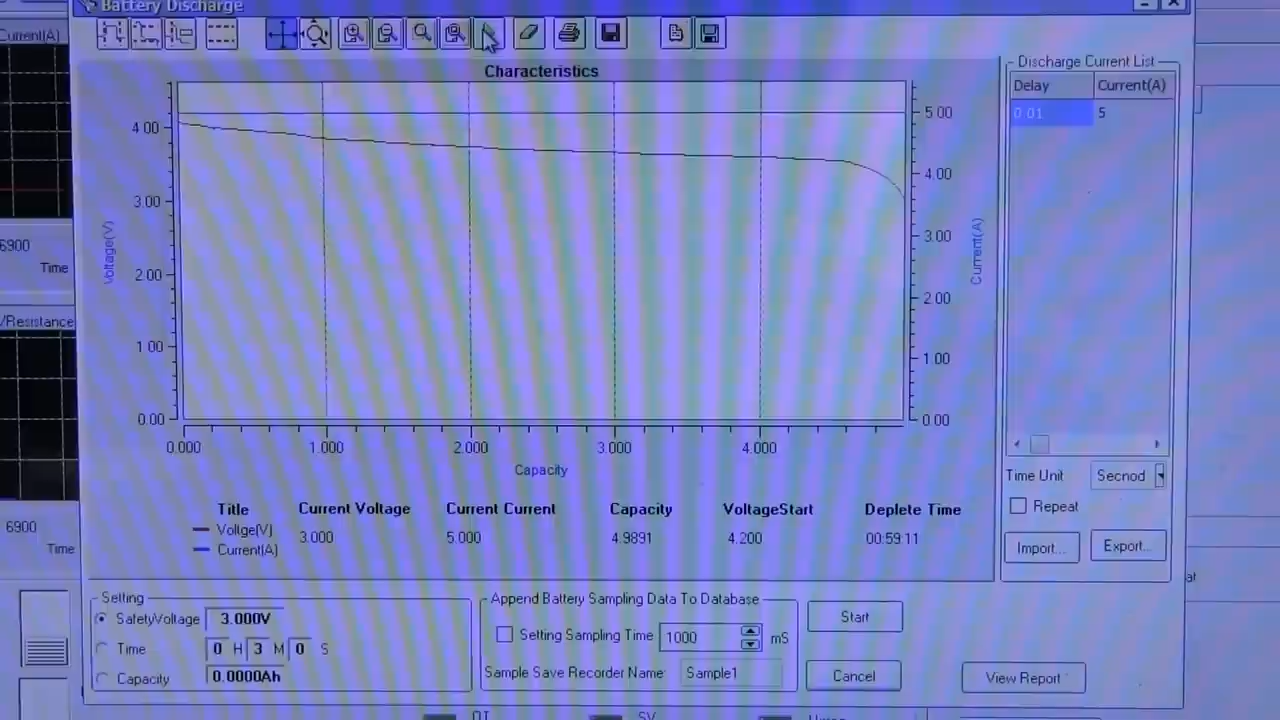 Battery Discharge
Current(A)
Characteristics
Discharge Current List
Delay Current(A)
0.01 5
4.00
3.00
2.00
1.00
0.00
Voltage(V)
5.00
4.00
3.00
2.00
1.00
0.00
Current(A)
0.000 1.000 2.000 3.000 4.000
Capacity
6900
Time
/Resistance
6900
Time
Title Current Voltage Current Current Capacity VoltageStart Deplete Time
Voltge(V)
Current(A)
3.000 5.000 4.9891 4.200 00:59:11
Time Unit Secnod
Repeat
Import... Export...
Setting
SafetyVoltage 3.000V
Time 0 H 3 M 0 S
Capacity 0.0000Ah
Append Battery Sampling Data To Database
Setting Sampling Time 1000 mS
Sample Save Recorder Name: Sample1
Start
Cancel
View Report